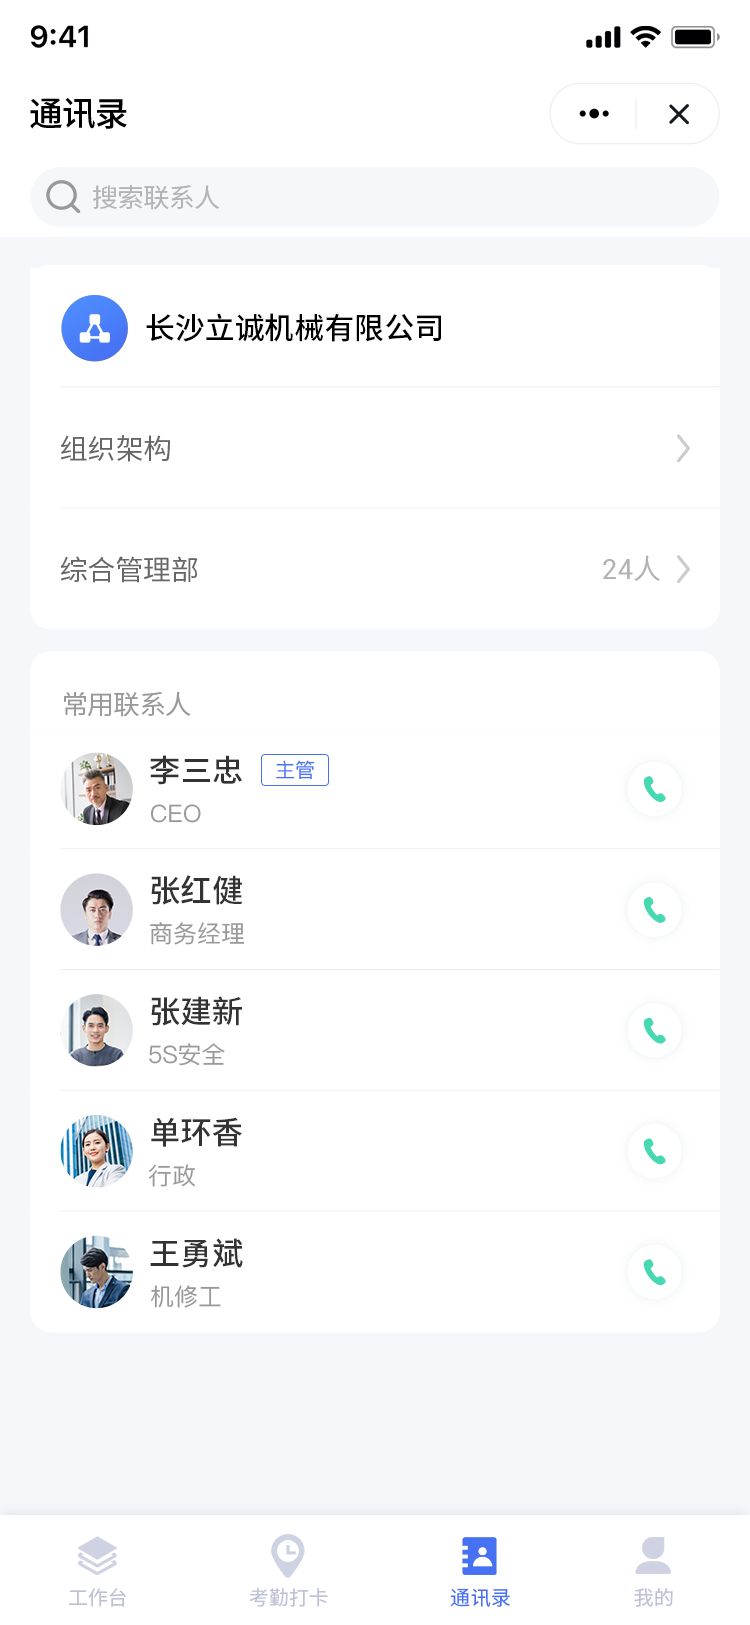 9:41
通讯录
搜索联系人
长沙立诚机械有限公司
组织架构
综合管理部 24人
常用联系人
李三忠 主管
CEO
张红健
商务经理
张建新
5S安全
单环香
行政
王勇斌
机修工
工作台 考勤打卡 通讯录 我的